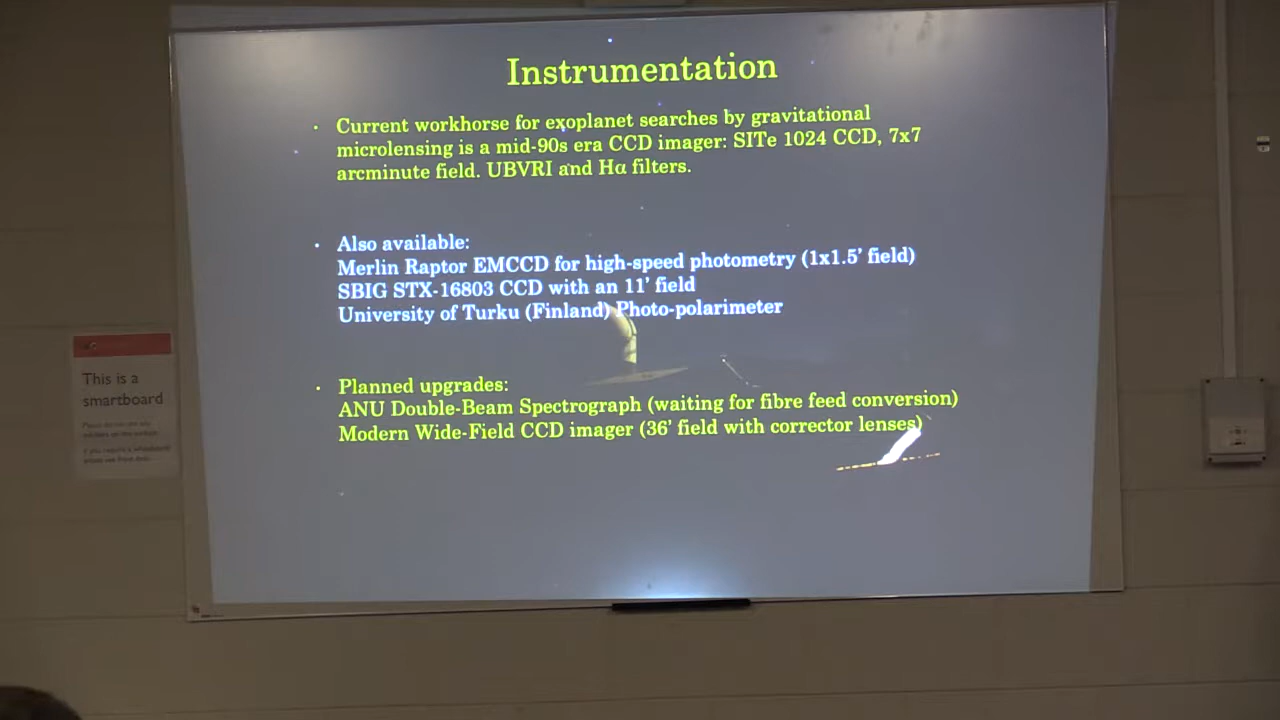 Instrumentation
· Current workhorse for exoplanet searches by gravitational
microlensing is a mid-90s era CCD imager: SITe 1024 CCD, 7x7
arcminute field. UBVRI and Hα filters.
· Also available:
Merlin Raptor EMCCD for high-speed photometry (1x1.5' field)
SBIG STX-16803 CCD with an 11' field
University of Turku (Finland) Photo-polarimeter
· Planned upgrades:
ANU Double-Beam Spectrograph (waiting for fibre feed conversion)
Modern Wide-Field CCD imager (36' field with corrector lenses)
This is a
smartboard